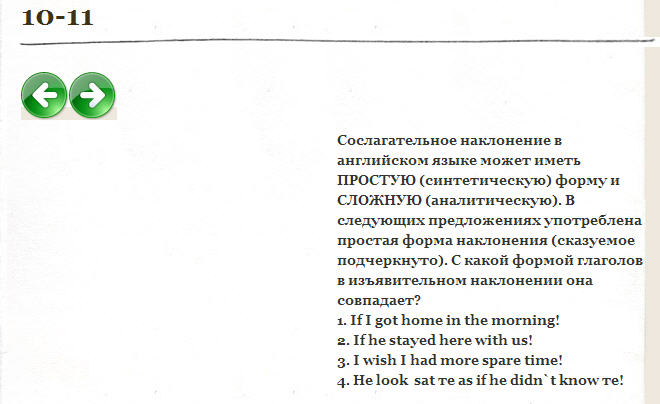 10-11
Сослагательное наклонение в
английском языке может иметь
ПРОСТУЮ (синтетическую) форму и
СЛОЖНУЮ (аналитическую). В
следующих предложениях употреблена
простая форма наклонения (сказуемое
подчеркнуто). С какой формой глаголов
в изъявительном наклонении она
совпадает?
1. If I got home in the morning!
2. If he stayed here with us!
3. I wish I had more spare time!
4. He look  sat те as if he didn`t know те!